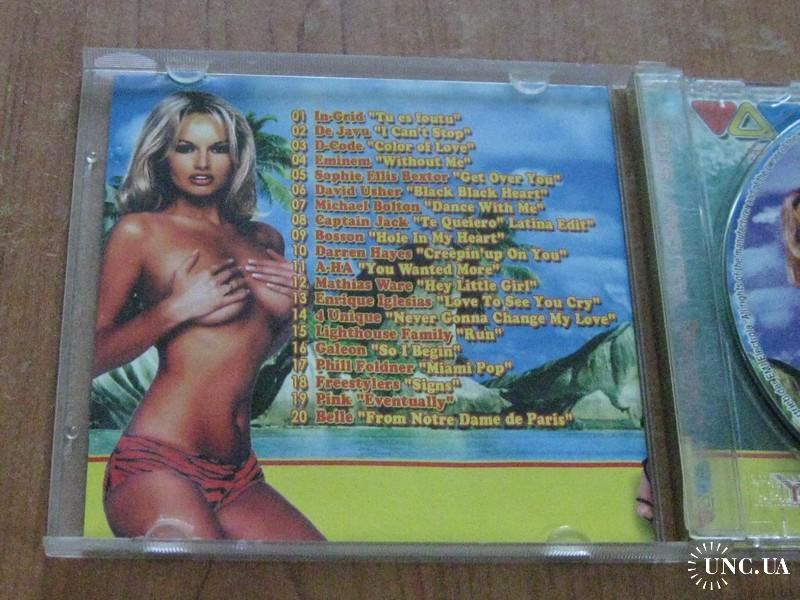 01 In-Grid "Tu es foutu"
02 De Javu "I Can't Stop"
03 D-Code "Color of Love"
04 Eminem "Without Me"
05 Sophie Ellis Bextor "Get Over You"
06 David Usher "Black Black Heart"
07 Michael Bolton "Dance With Me"
08 Captain Jack "Te Queiero" Latina Edit"
09 Bosson "Hole In My Heart"
10 Darren Hayes "Creepin'up On You"
11 A-HA "You Wanted More"
12 Mathias Ware "Hey Little Girl"
13 Enrique Iglesias "Love To See You Cry"
14 4 Unique "Never Gonna Change My Love"
15 Lighthouse Family "Run"
16 Galeon "So I Begin"
17 Phill Foldner "Miami Pop"
18 Freestylers "Signs"
19 Pink "Eventually"
20 Belle "From Notre Dame de Paris"
UNC.UA